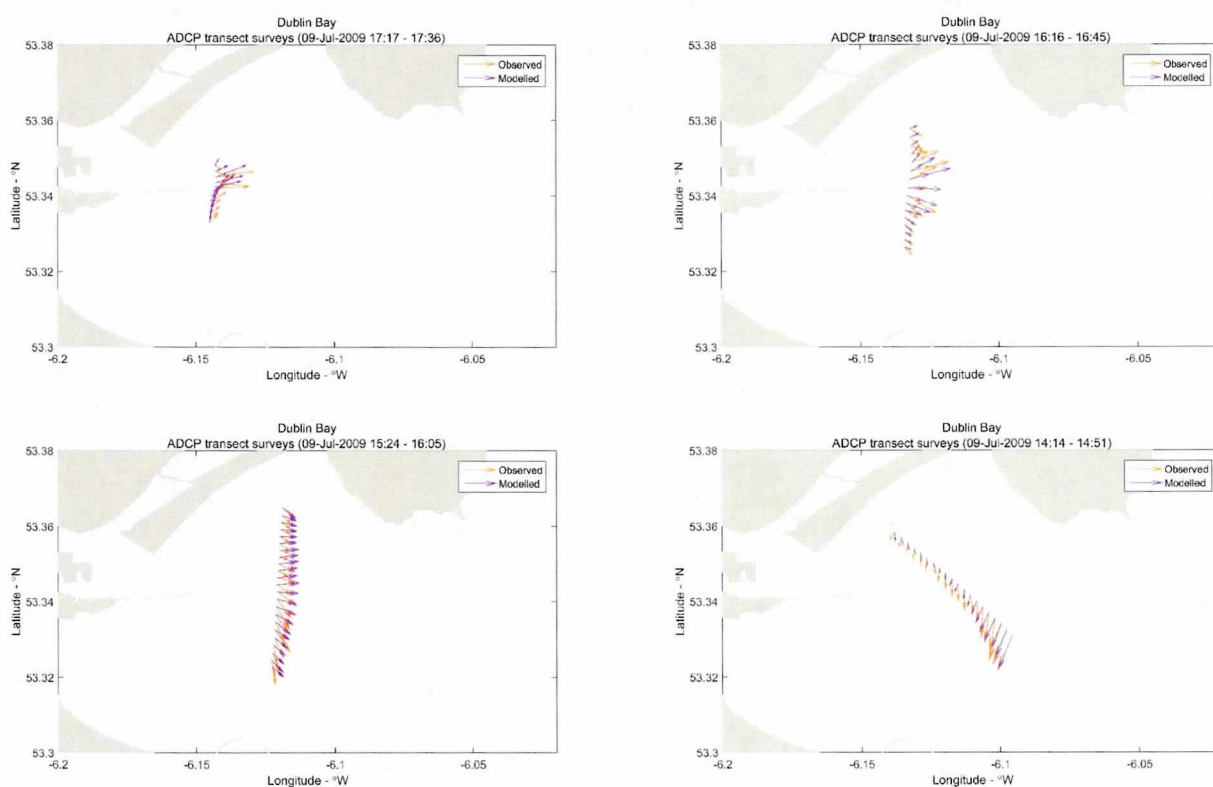 Dublin Bay
ADCP transect surveys (09-Jul-2009 17:17 - 17:36)
53.38
53.36
53.34
53.32
53.3
Latitude - °N
Observed
Modelled
-6.2
-6.15
-6.1
-6.05
Longitude - °W
Dublin Bay
ADCP transect surveys (09-Jul-2009 16:16 - 16:45)
53.38
53.36
53.34
53.32
53.3
Latitude - °N
Observed
Modelled
-6.2
-6.15
-6.1
-6.05
Longitude - °W
Dublin Bay
ADCP transect surveys (09-Jul-2009 15:24 - 16:05)
53.38
53.36
53.34
53.32
53.3
Latitude - °N
Observed
Modelled
-6.2
-6.15
-6.1
-6.05
Longitude - °W
Dublin Bay
ADCP transect surveys (09-Jul-2009 14:14 - 14:51)
53.38
53.36
53.34
53.32
53.3
Latitude - °N
Observed
Modelled
-6.2
-6.15
-6.1
-6.05
Longitude - °W